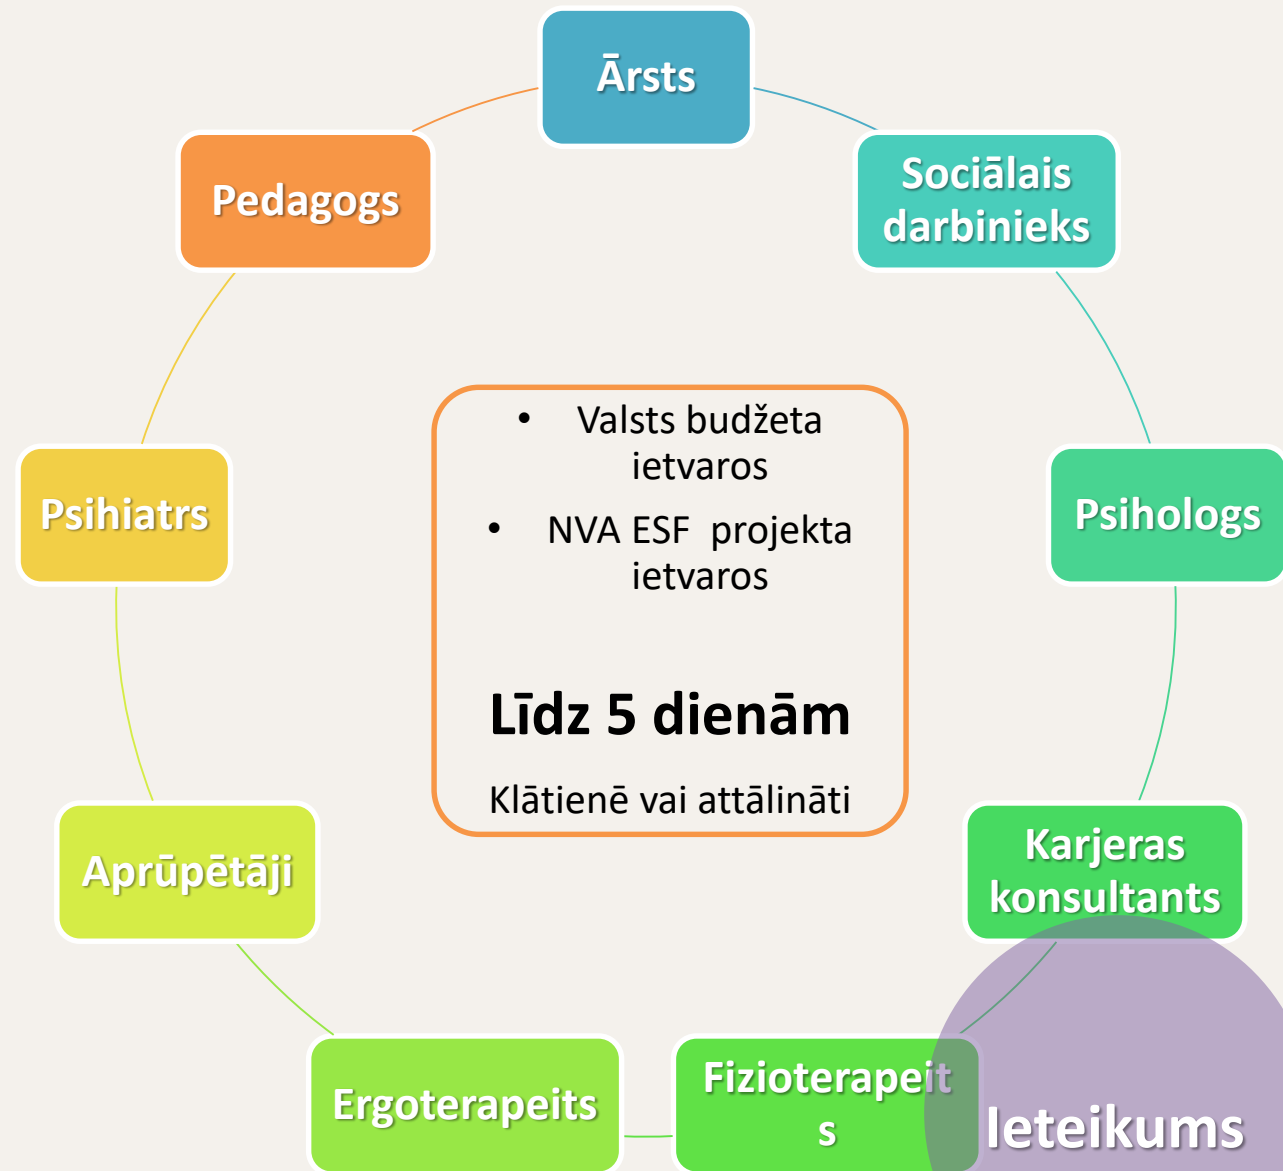 Ārsts
Sociālais
darbinieks
Psihologs
Karjeras
konsultants
Fizioterapeit
s
Ergoterapeits
Aprūpētāji
Psihiatrs
Pedagogs
• Valsts budžeta
ietvaros
• NVA ESF projekta
ietvaros
Līdz 5 dienām
Klātienē vai attālināti
Ieteikums